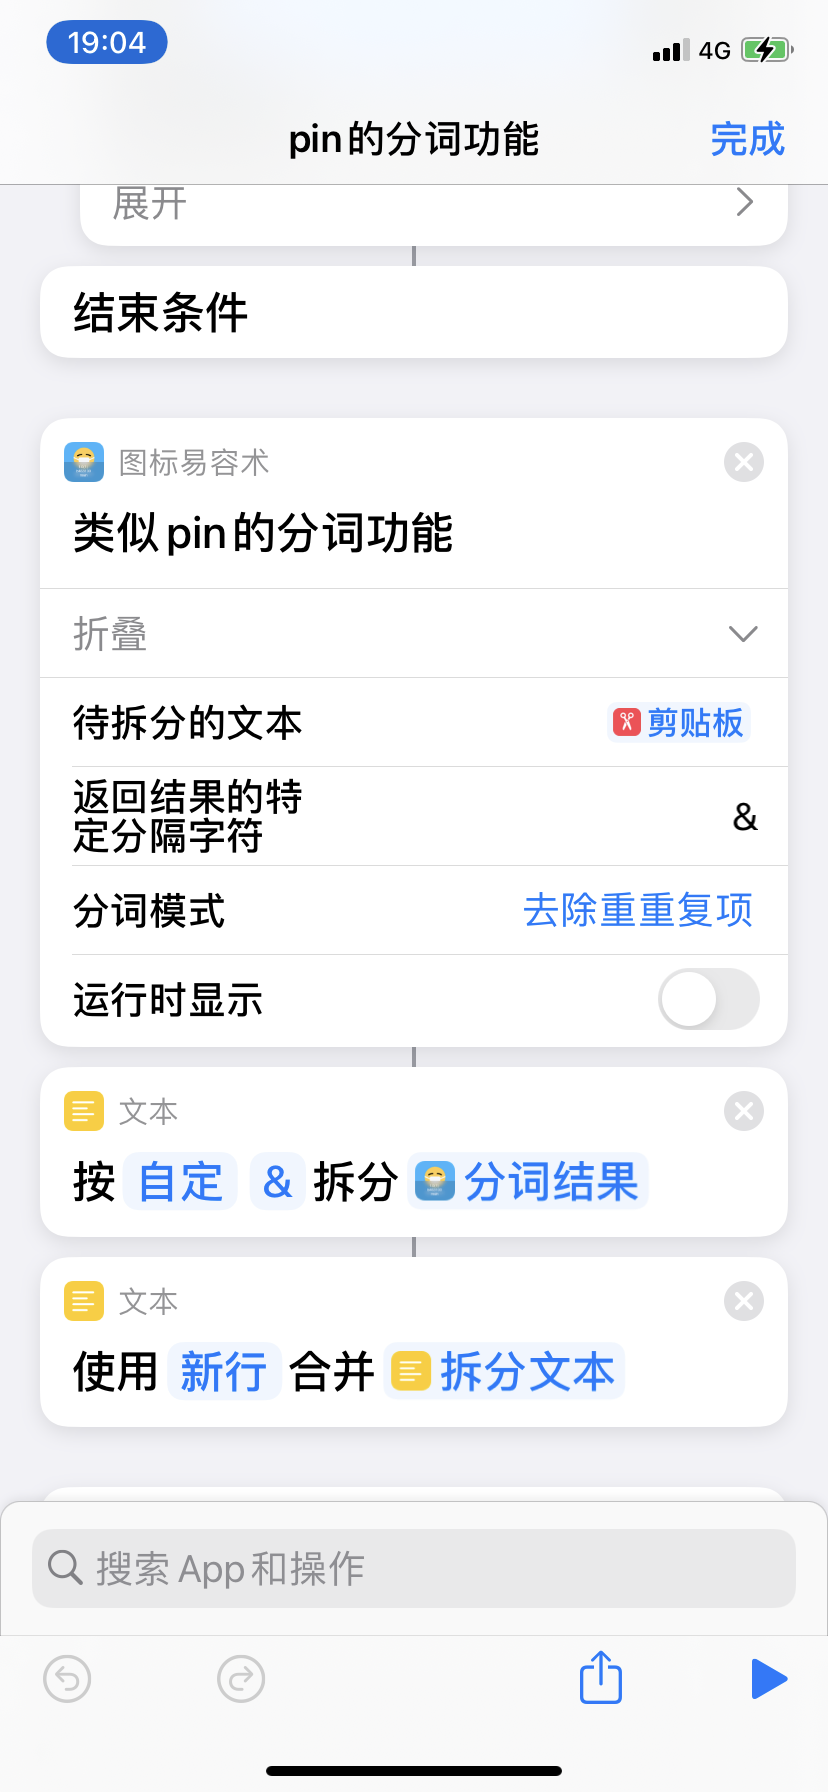 19:04
4G
pin的分词功能
完成
展开
结束条件
图标易容术
类似pin的分词功能
折叠
待拆分的文本
剪贴板
返回结果的特
定分隔字符
&
分词模式
去除重重复项
运行时显示
文本
按 自定 & 拆分 分词结果
文本
使用 新行 合并 拆分文本
搜索 App和操作